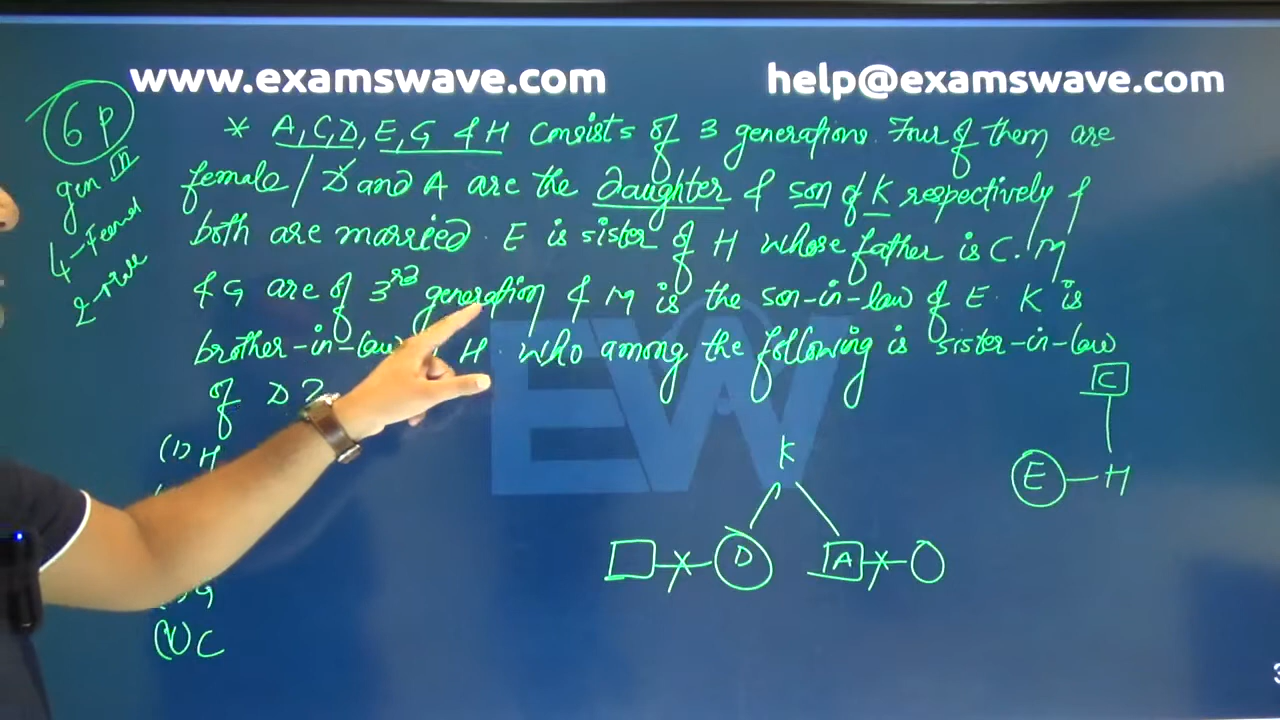 www.examswave.com help@examswave.com
6 P
gen III
4-Femal
2-male
* A, C, D, E, G & H Consists of 3 generations. Four of them are
female / D and A are the Daughter & son of K respectively &
both are married. E is sister of H whose father is C. M
& G are of 3rd generation & M is the son-in-law of E. K is
brother-in-law H. who among the following is sister-in-law
of D?
(1) H
G
(V) C
C
E H
K
D A
EW
3